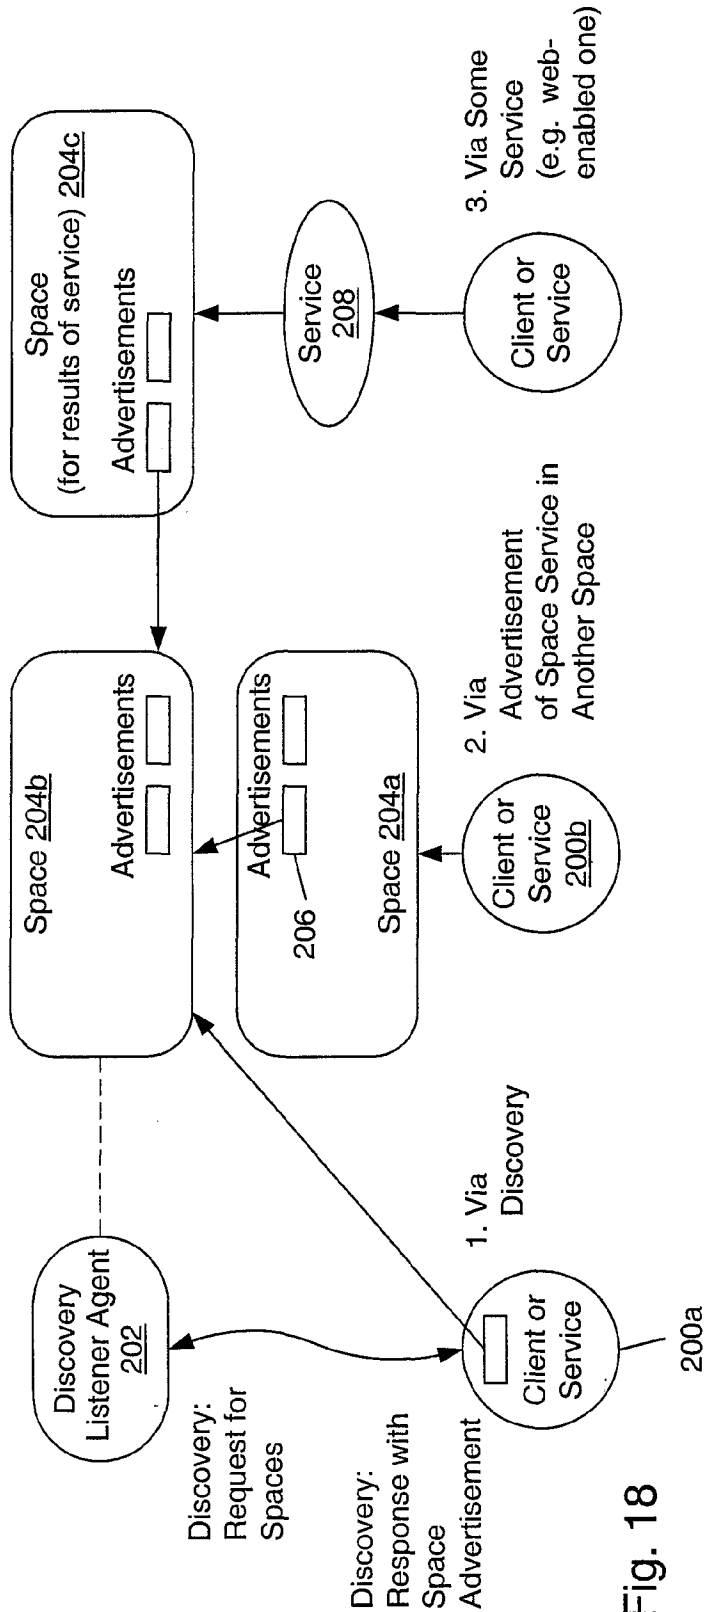 Discovery
Listener Agent
202
Discovery:
Request for
Spaces
Discovery:
Response with
Space
Advertisement
Client or
Service
200a
1. Via
Discovery
Space 204b
Advertisements
Advertisements
206
Space 204a
Client or
Service
200b
2. Via
Advertisement
of Space Service in
Another Space
Space
(for results of service) 204c
Advertisements
Service
208
Client or
Service
3. Via Some
Service
(e.g. web-
enabled one)
Fig. 18